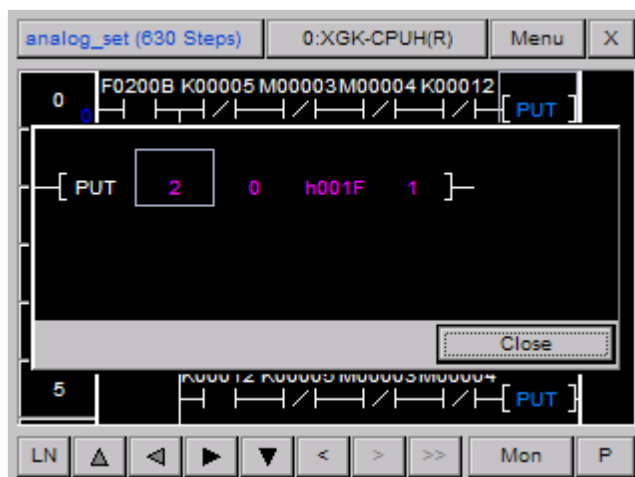 analog_set (630 Steps) 0:XGK-CPUH(R) Menu X
F0200B K00005 M00003 M00004 K00012
0 0 PUT
PUT 2 0 h001F 1
Close
K00012 K00005 M00003 M00004
5 PUT
LN < > >> Mon P